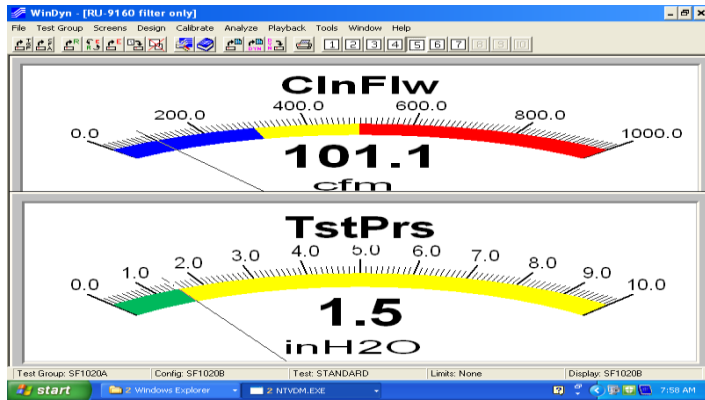 WinDyn - [RU-9160 filter only]
File Test Group Screens Design Calibrate Analyze Playback Tools Window Help
1 2 3 4 5 6 7 8 9 10
ClnFlw
0.0 200.0 400.0 600.0 800.0 1000.0
101.1
cfm
TstPrs
0.0 1.0 2.0 3.0 4.0 5.0 6.0 7.0 8.0 9.0 10.0
1.5
inH2O
Test Group: SF1020A Config: SF1020B Test: STANDARD Limits: None Display: SF1020B
start 2 Windows Explorer 2 NTVDM.EXE 7:58 AM